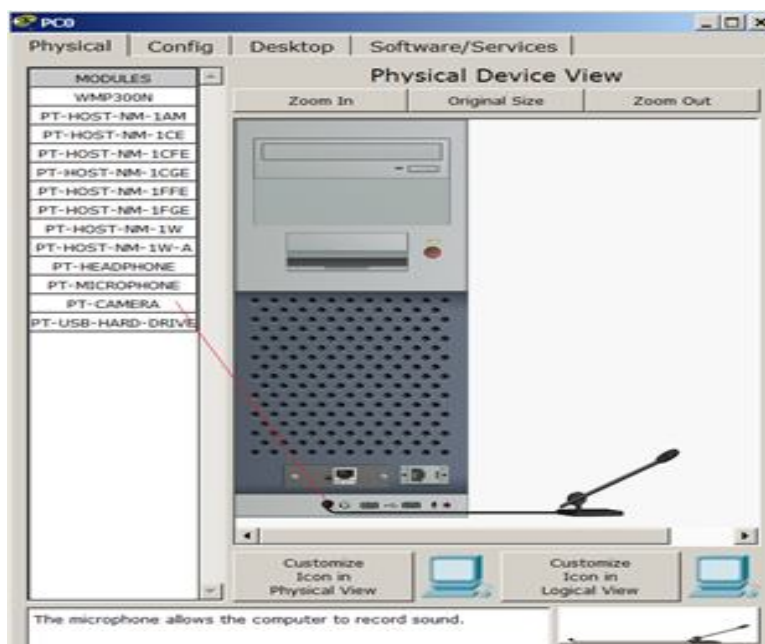 PC0
Physical
Config
Desktop
Software/Services
MODULES
WMP300N
PT-HOST-NM-1AM
PT-HOST-NM-1CE
PT-HOST-NM-1CFE
PT-HOST-NM-1CGE
PT-HOST-NM-1FFE
PT-HOST-NM-1FGE
PT-HOST-NM-1W
PT-HOST-NM-1W-A
PT-HEADPHONE
PT-MICROPHONE
PT-CAMERA
PT-USB-HARD-DRIVE
Physical Device View
Zoom In
Original Size
Zoom Out
Customize
Icon in
Physical View
Customize
Icon in
Logical View
The microphone allows the computer to record sound.